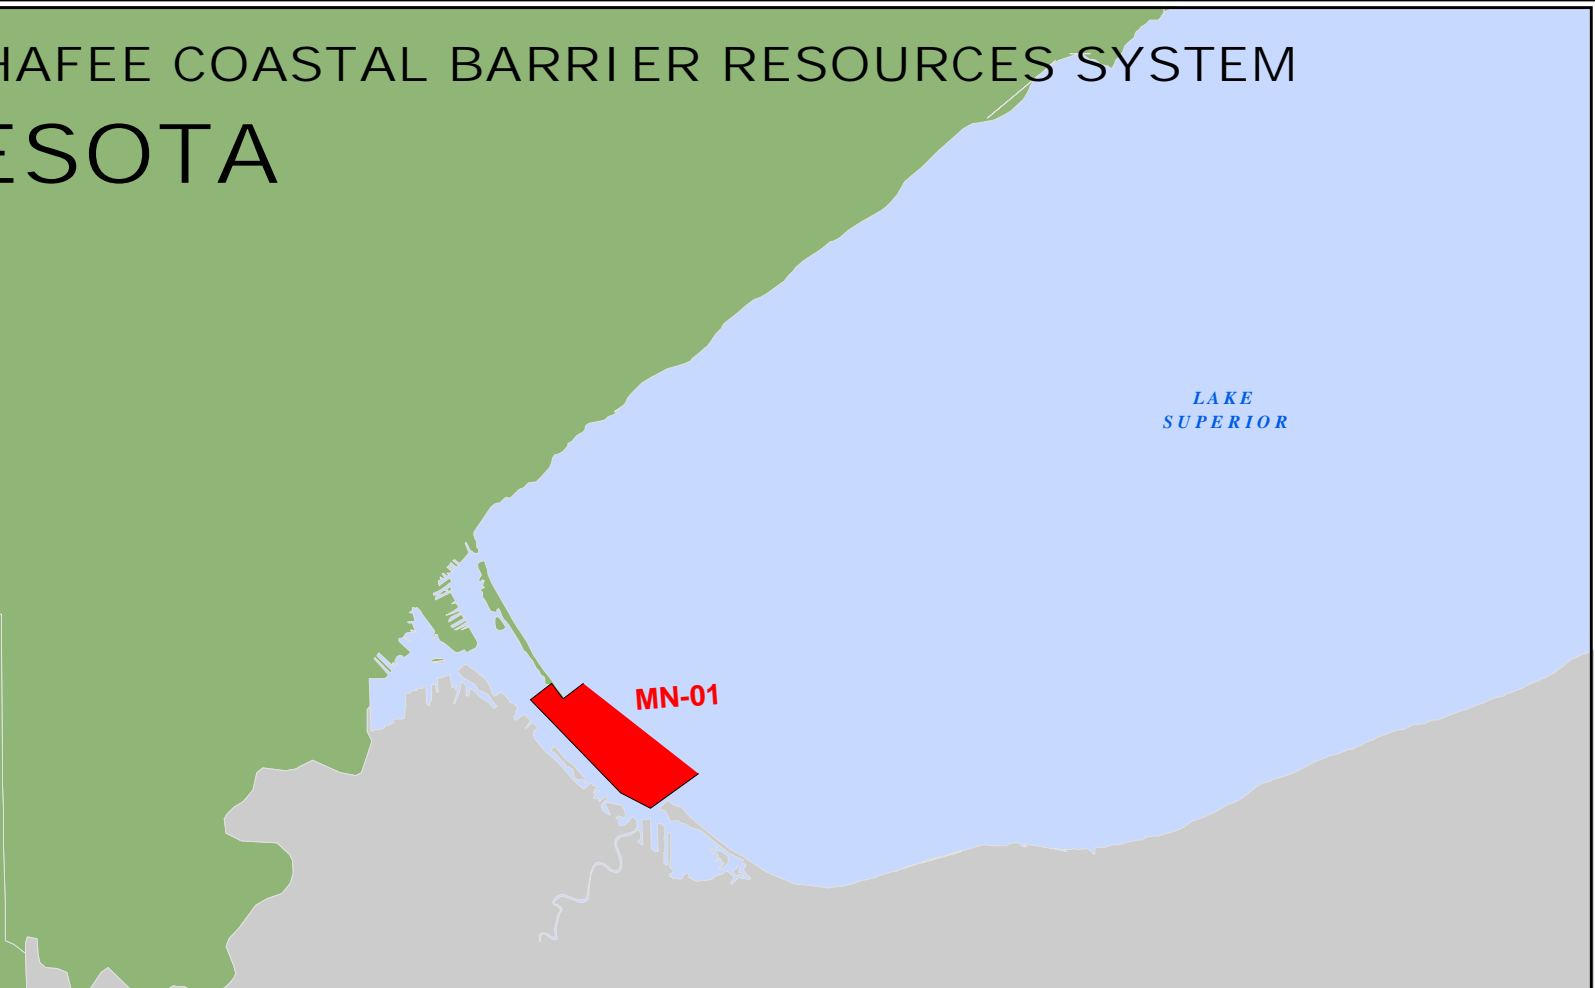 HAFEE COASTAL BARRIER RESOURCES SYSTEM
ESOTA
LAKE
SUPERIOR
MN-01